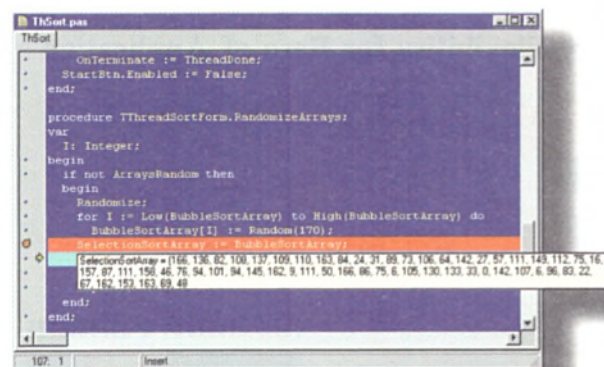 ThSort.pas
ThSort
OnTerminate := ThreadDone;
StartBtn.Enabled := False;
end;
procedure TThreadSortForm.RandomizeArrays;
var
I: Integer;
begin
if not ArraysRandom then
begin
Randomize;
for I := Low(BubbleSortArray) to High(BubbleSortArray) do
BubbleSortArray[I] := Random(170);
SelectionSortArray := BubbleSortArray;
SelectionSortArray = (166, 136, 82, 108, 137, 109, 110, 163, 84, 24, 31, 89, 73, 106, 64, 142, 27, 57, 111, 149, 112, 75, 16,
157, 87, 111, 158, 46, 76, 94, 101, 94, 145, 162, 9, 111, 50, 166, 86, 75, 6, 105, 130, 133, 33, 0, 142, 107, 6, 96, 83, 22,
67, 162, 153, 163, 69, 48
end;
end;
107: 1
Insert